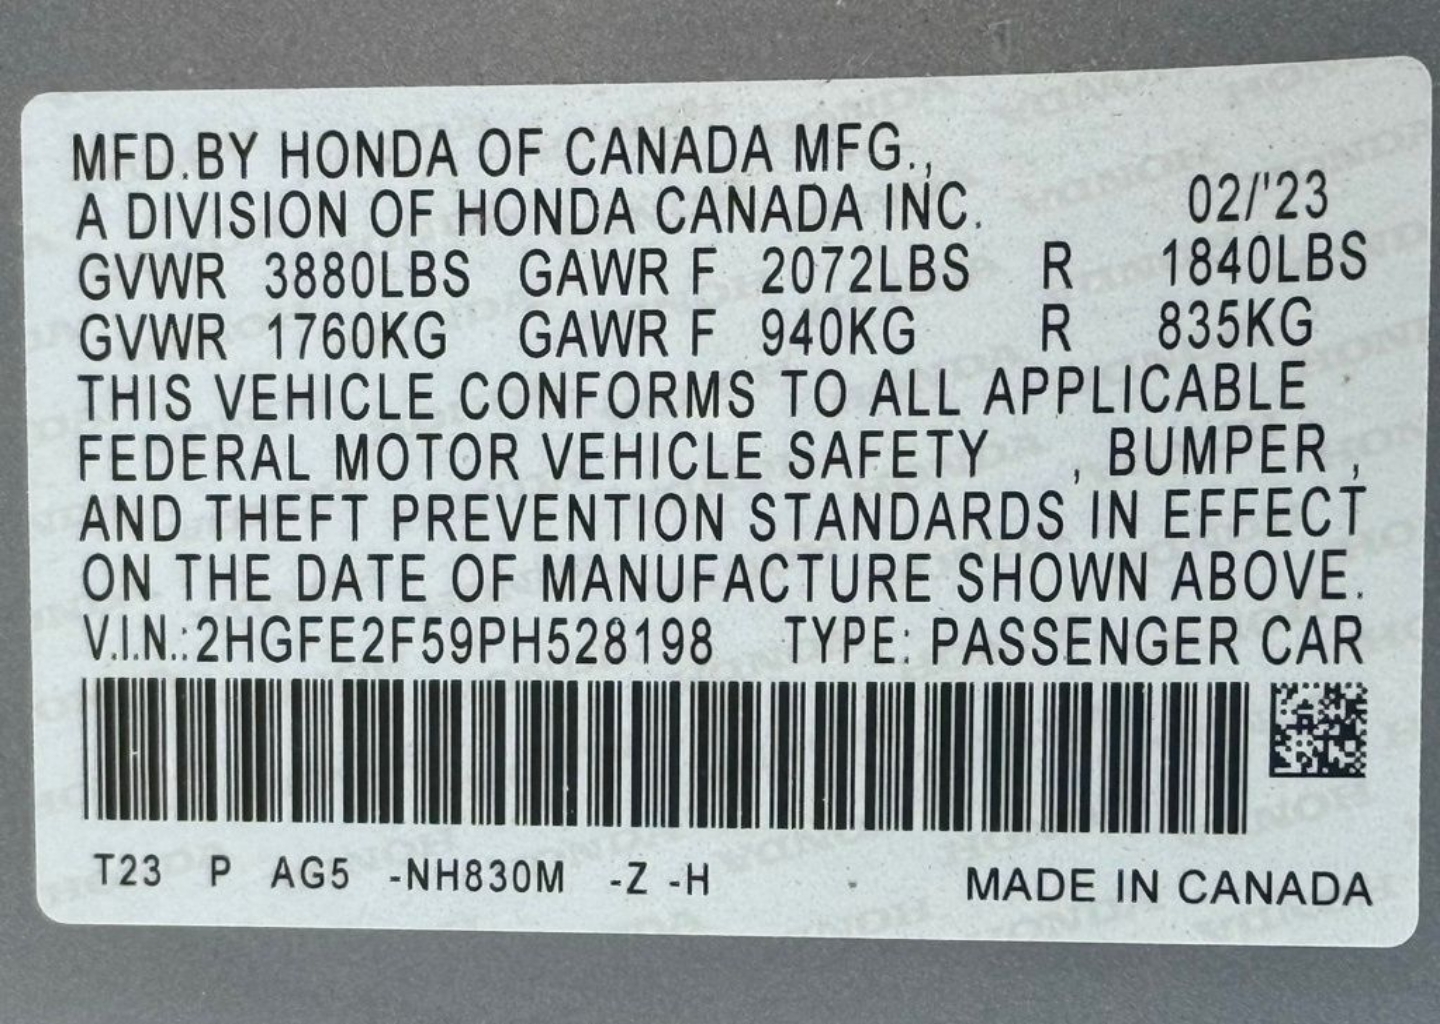 MFD.BY HONDA OF CANADA MFG.,
A DIVISION OF HONDA CANADA INC. 02/'23
GVWR 3880LBS GAWR F 2072LBS R 1840LBS
GVWR 1760KG GAWR F 940KG R 835KG
THIS VEHICLE CONFORMS TO ALL APPLICABLE
FEDERAL MOTOR VEHICLE SAFETY , BUMPER ,
AND THEFT PREVENTION STANDARDS IN EFFECT
ON THE DATE OF MANUFACTURE SHOWN ABOVE.
V.I.N.:2HGFE2F59PH528198 TYPE: PASSENGER CAR
T23 P AG5 -NH830M -Z -H MADE IN CANADA